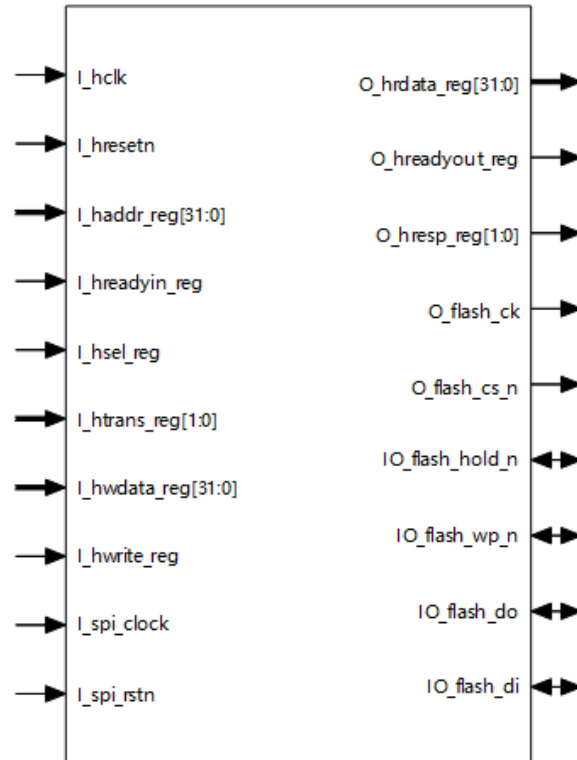 I_hclk
I_hresetn
I_haddr_reg[31:0]
I_hreadyin_reg
I_hsel_reg
I_htrans_reg[1:0]
I_hwdata_reg[31:0]
I_hwrite_reg
I_spi_clock
I_spi_rstn
O_hrdata_reg[31:0]
O_hreadyout_reg
O_hresp_reg[1:0]
O_flash_ck
O_flash_cs_n
IO_flash_hold_n
IO_flash_wp_n
IO_flash_do
IO_flash_di